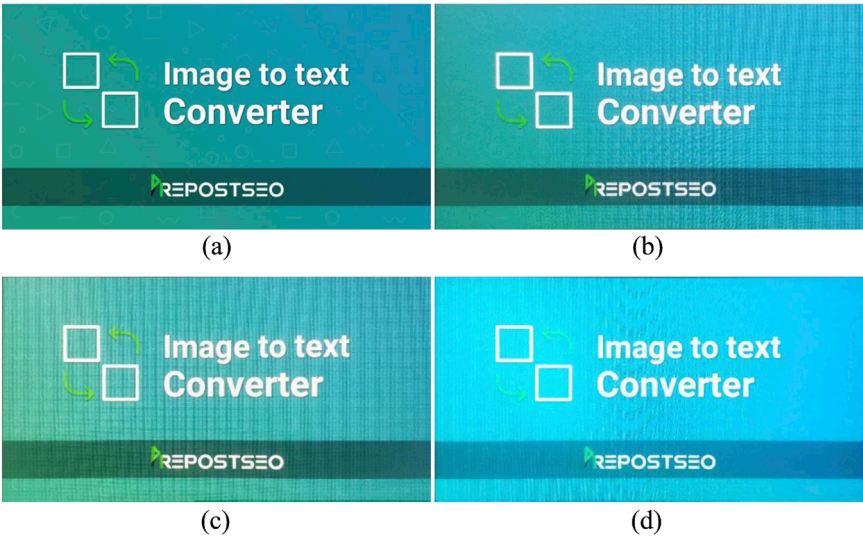 Image to text
Converter
REPOSTSEO
(a)
Image to text
Converter
REPOSTSEO
(b)
Image to text
Converter
REPOSTSEO
(c)
Image to text
Converter
REPOSTSEO
(d)